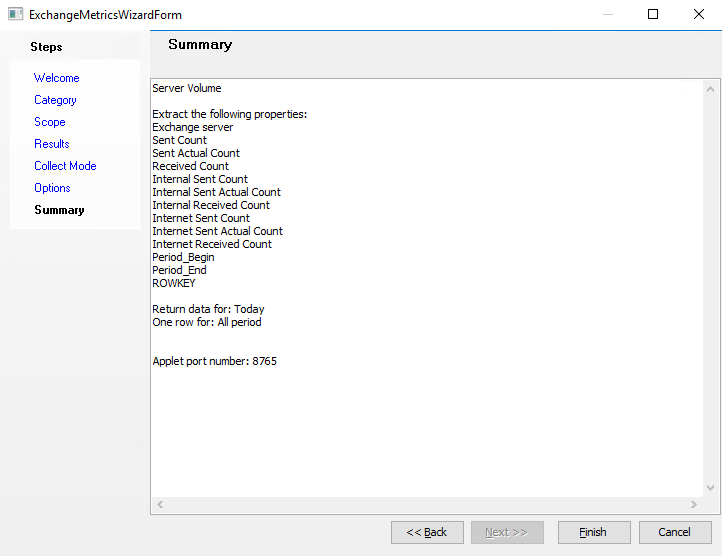 ExchangeMetricsWizardForm
Steps
Welcome
Category
Scope
Results
Collect Mode
Options
Summary
Summary
Server Volume
Extract the following properties:
Exchange server
Sent Count
Sent Actual Count
Received Count
Internal Sent Count
Internal Sent Actual Count
Internal Received Count
Internet Sent Count
Internet Sent Actual Count
Internet Received Count
Period_Begin
Period_End
ROWKEY
Return data for: Today
One row for: All period
Applet port number: 8765
<< Back
Next >>
Finish
Cancel